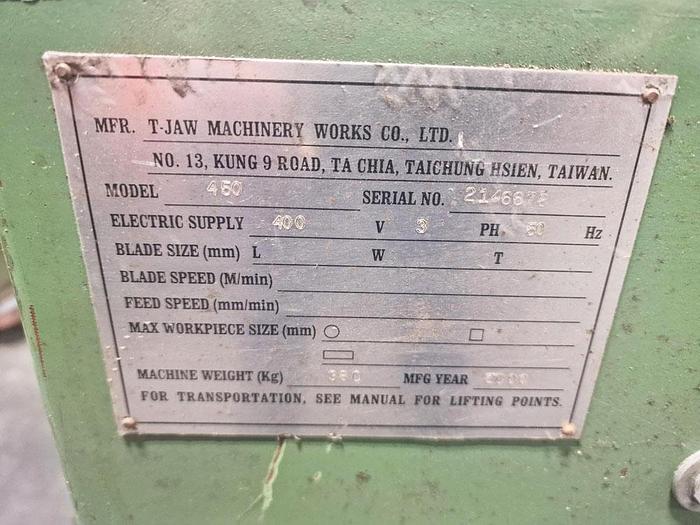 MFR. T-JAW MACHINERY WORKS CO., LTD.
NO. 13, KUNG 9 ROAD, TA CHIA, TAICHUNG HSIEN, TAIWAN.
MODEL 450 SERIAL NO.
ELECTRIC SUPPLY 400 V 3 PH 50 Hz
BLADE SIZE (mm) L W T
BLADE SPEED (M/min)
FEED SPEED (mm/min)
MAX WORKPIECE SIZE (mm)
MACHINE WEIGHT (Kg) MFG YEAR
FOR TRANSPORTATION, SEE MANUAL FOR LIFTING POINTS.